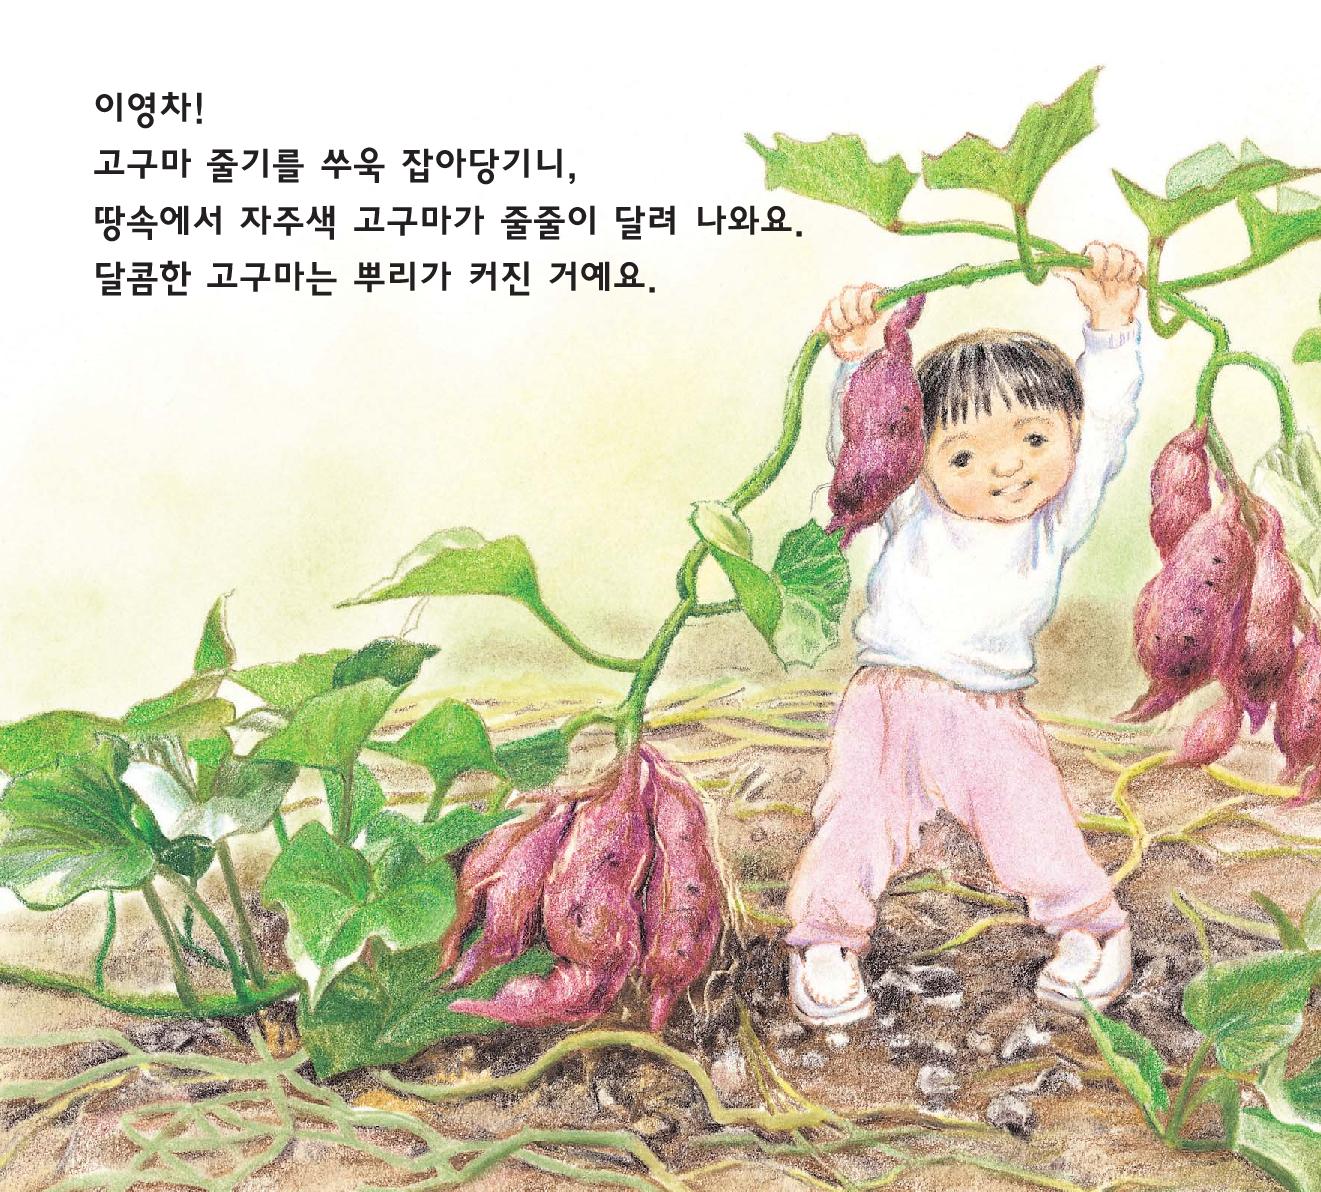 이영차!
고구마 줄기를 쑤욱 잡아당기니,
땅속에서 자주색 고구마가 줄줄이 달려 나와요.
달콤한 고구마는 뿌리가 커진 거예요.